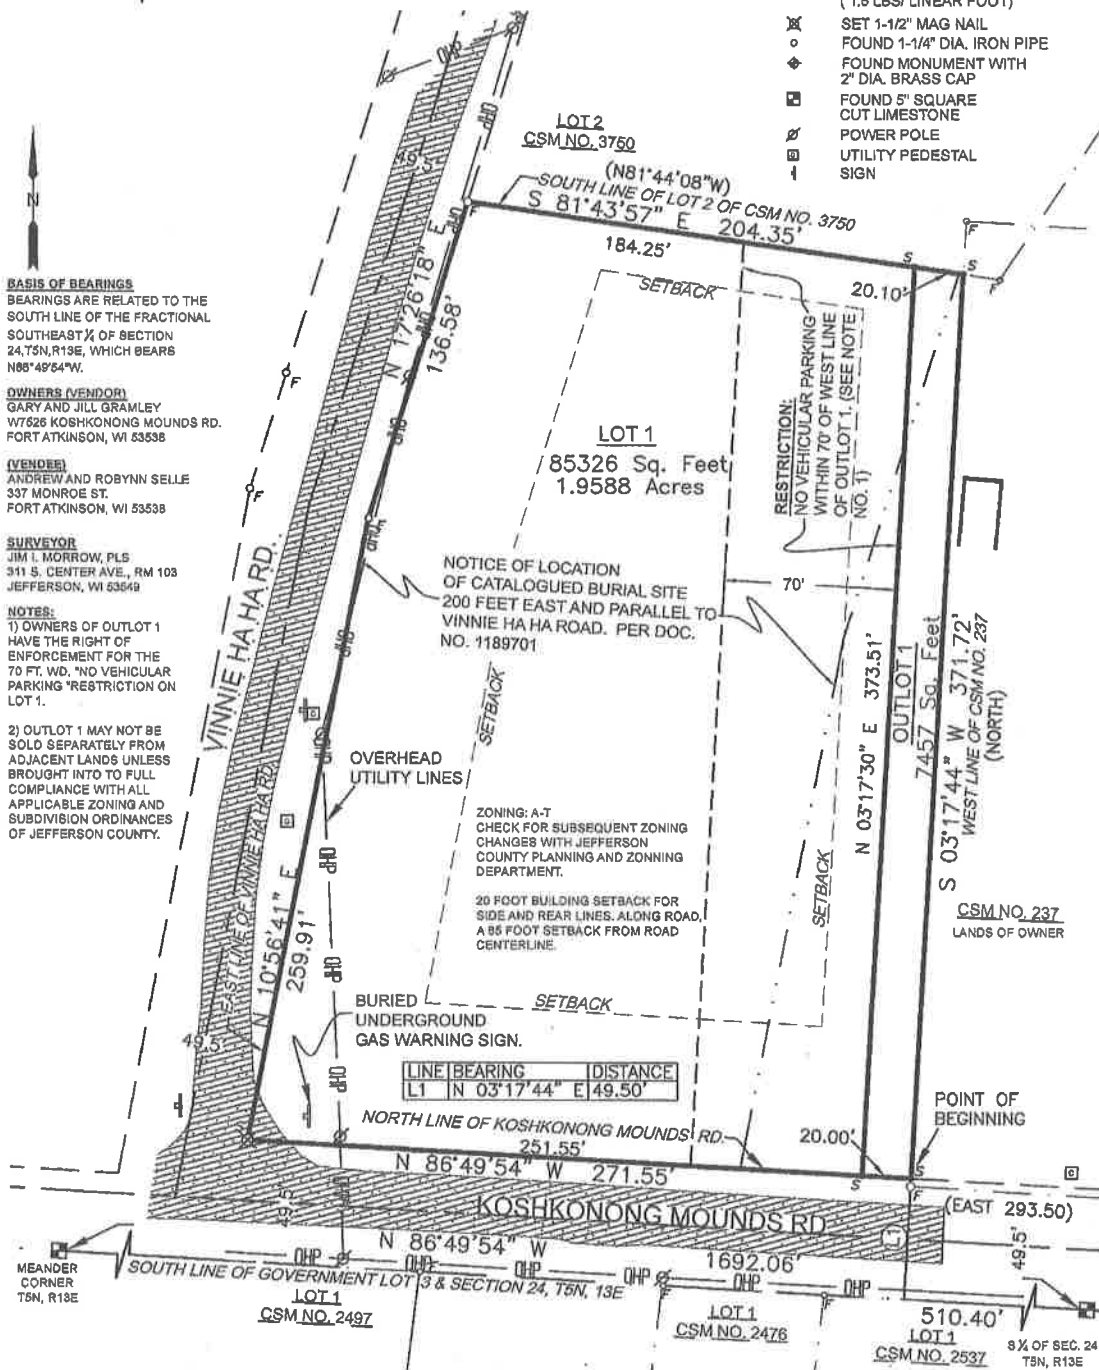 ( 1.6 LBS/ LINEAR FOOT)
SET 1-1/2" MAG NAIL
FOUND 1-1/4" DIA. IRON PIPE
FOUND MONUMENT WITH
2" DIA. BRASS CAP
FOUND 5" SQUARE
CUT LIMESTONE
POWER POLE
UTILITY PEDESTAL
SIGN
LOT 2
CSM NO. 3750
(N81°44'08"W)
SOUTH LINE OF LOT 2 OF CSM NO. 3750
S 81°43'57" E 204.35'
184.25'
20.10'
N
BASIS OF BEARINGS
BEARINGS ARE RELATED TO THE
SOUTH LINE OF THE FRACTIONAL
SOUTHEAST ¼ OF SECTION
24,T5N,R13E, WHICH BEARS
N86°49'54"W.
OWNERS (VENDOR)
GARY AND JILL GRAMLEY
W7526 KOSHKONONG MOUNDS RD.
FORT ATKINSON, WI 53538
(VENDEE)
ANDREW AND ROBYNN SELLE
337 MONROE ST.
FORT ATKINSON, WI 53538
SURVEYOR
JIM I. MORROW, PLS
311 S. CENTER AVE., RM 103
JEFFERSON, WI 53549
NOTES:
1) OWNERS OF OUTLOT 1
HAVE THE RIGHT OF
ENFORCEMENT FOR THE
70 FT. WD. "NO VEHICULAR
PARKING "RESTRICTION ON
LOT 1.
2) OUTLOT 1 MAY NOT BE
SOLD SEPARATELY FROM
ADJACENT LANDS UNLESS
BROUGHT INTO TO FULL
COMPLIANCE WITH ALL
APPLICABLE ZONING AND
SUBDIVISION ORDINANCES
OF JEFFERSON COUNTY.
49.5'
N 17°26'18" E
136.58'
VINNIE HA HA RD.
EAST LINE OF VINNIE HA HA RD.
N 10°56'41" E
259.91'
49.5'
SETBACK
LOT 1
85326 Sq. Feet
1.9588 Acres
RESTRICTION:
NO VEHICULAR PARKING
WITHIN 70' OF WEST LINE
OF OUTLOT 1. (SEE NOTE
NO. 1)
NOTICE OF LOCATION
OF CATALOGUED BURIAL SITE
200 FEET EAST AND PARALLEL TO
VINNIE HA HA ROAD. PER DOC.
NO. 1189701
70'
SETBACK
OVERHEAD
UTILITY LINES
ZONING: A-T
CHECK FOR SUBSEQUENT ZONING
CHANGES WITH JEFFERSON
COUNTY PLANNING AND ZONNING
DEPARTMENT.
20 FOOT BUILDING SETBACK FOR
SIDE AND REAR LINES. ALONG ROAD,
A 85 FOOT SETBACK FROM ROAD
CENTERLINE.
SETBACK
N 03°17'30" E 373.51'
OUTLOT 1
7457 Sq. Feet
S 03°17'44" W 371.72'
WEST LINE OF CSM NO. 237
(NORTH)
CSM NO. 237
LANDS OF OWNER
SETBACK
BURIED
UNDERGROUND
GAS WARNING SIGN.
LINE BEARING DISTANCE
L1 N 03°17'44" E 49.50'
POINT OF
BEGINNING
NORTH LINE OF KOSHKONONG MOUNDS RD.
251.55'
20.00'
N 86°49'54" W 271.55'
KOSHKONONG MOUNDS RD
(EAST 293.50)
L1
49.5'
49.5'
N 86°49'54" W
1692.06'
MEANDER
CORNER
T5N, R13E
SOUTH LINE OF GOVERNMENT LOT 3 & SECTION 24, T5N, 13E
OHP OHP OHP OHP OHP OHP
LOT 1
CSM NO. 2497
LOT 1
CSM NO. 2476
510.40'
LOT 1
CSM NO. 2537
S ¼ OF SEC. 24
T5N, R13E